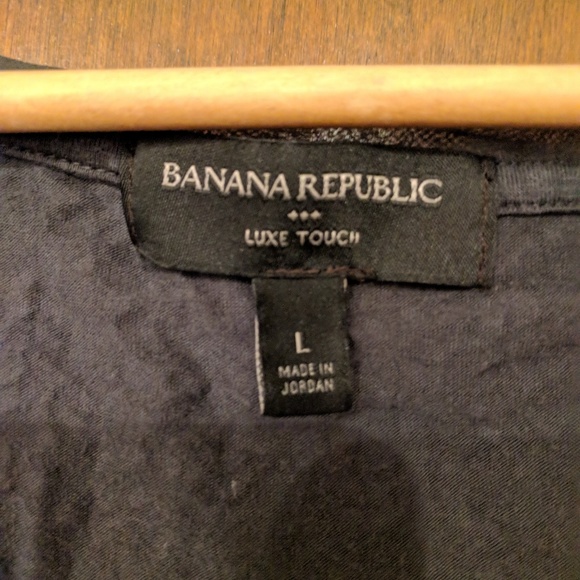 BANANA REPUBLIC
LUXE TOUCH
L
MADE IN
JORDAN